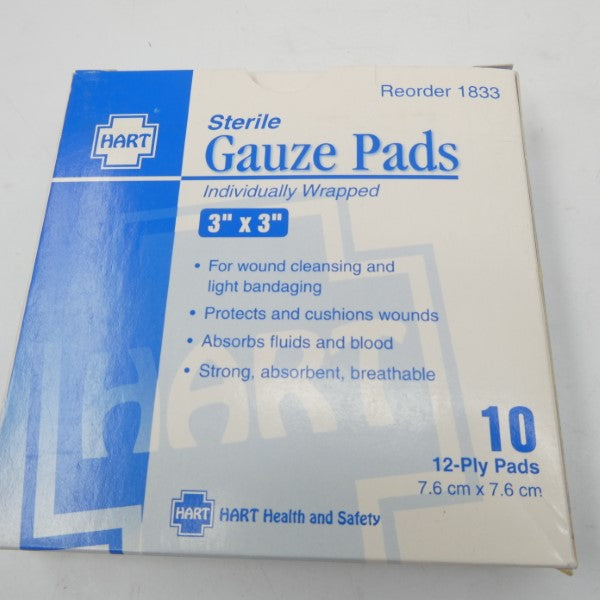 Reorder 1833
HART
Sterile
Gauze Pads
Individually Wrapped
3" x 3"
• For wound cleansing and
light bandaging
• Protects and cushions wounds
• Absorbs fluids and blood
• Strong, absorbent, breathable
HART
10
12-Ply Pads
7.6 cm x 7.6 cm
HART HART Health and Safety